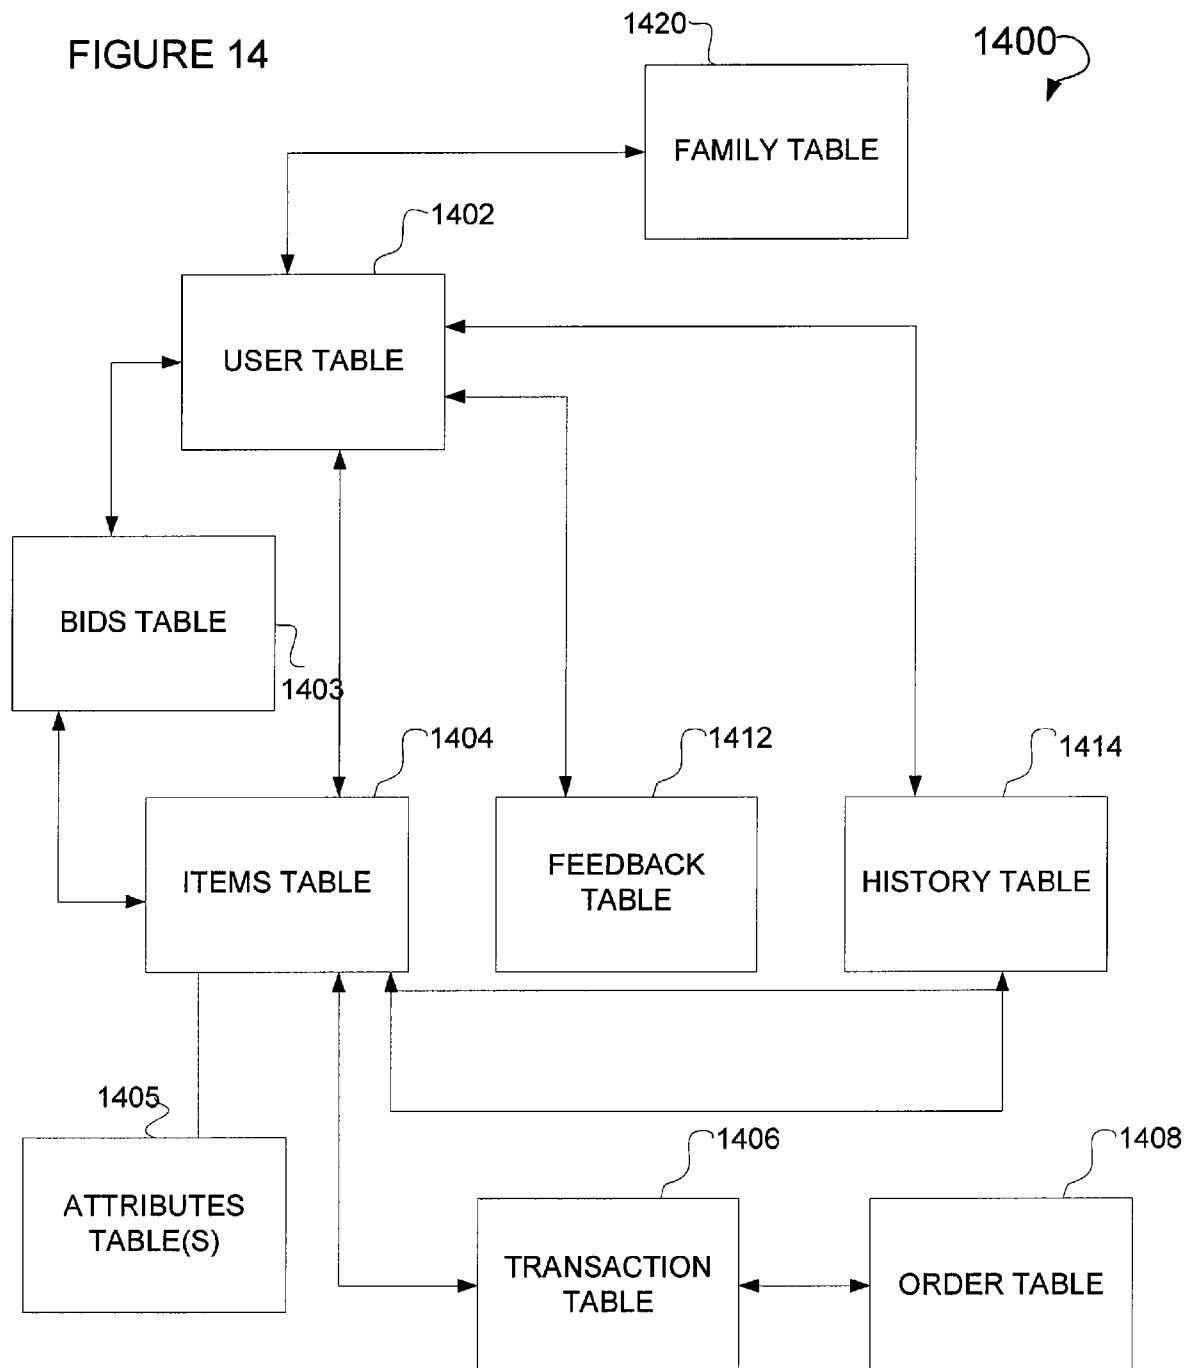 FIGURE 14
1420
1400
FAMILY TABLE
1402
USER TABLE
BIDS TABLE
1403
1404
1412
1414
ITEMS TABLE
FEEDBACK
TABLE
HISTORY TABLE
1405
ATTRIBUTES
TABLE(S)
1406
1408
TRANSACTION
TABLE
ORDER TABLE